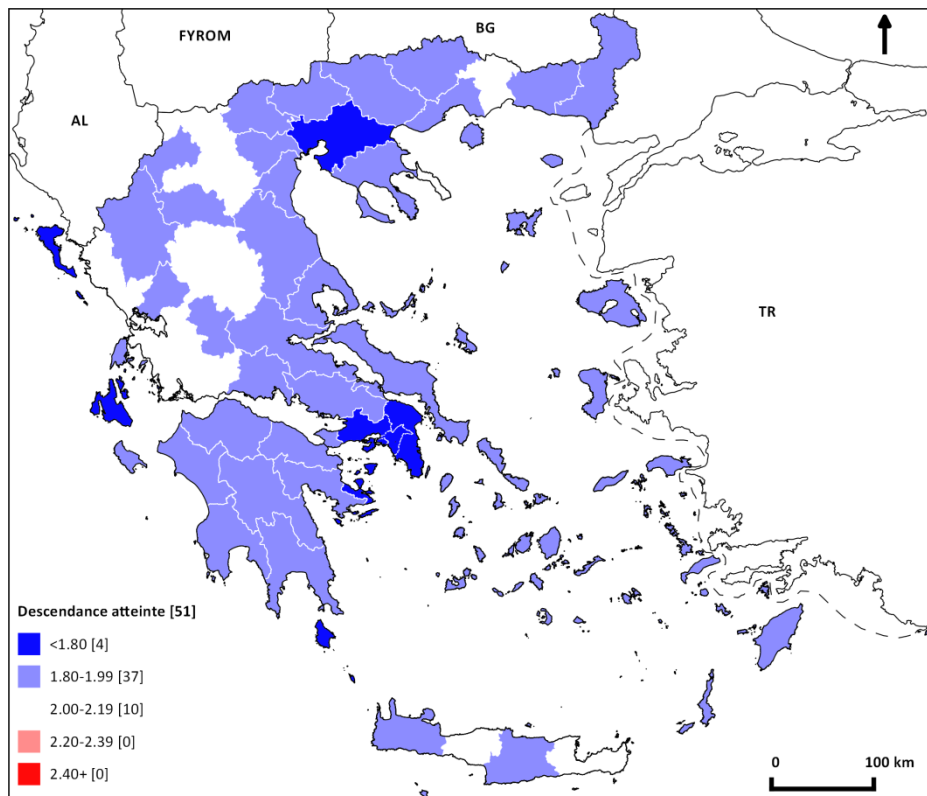 FYROM
BG
AL
TR
Descendance atteinte [51]
<1.80 [4]
1.80-1.99 [37]
2.00-2.19 [10]
2.20-2.39 [0]
2.40+ [0]
0 100 km